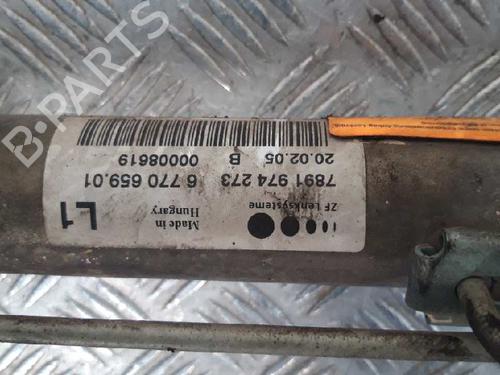 B-PARTS
20.02.05 B 00008619
7891 974 273 6 770 659.01
ZF Lenksysteme
Made in
Hungary
L1